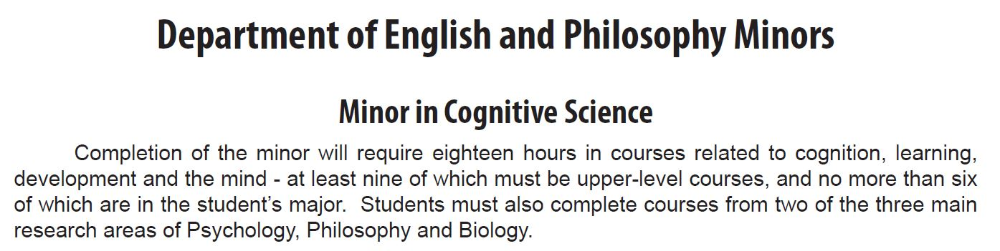 Department of English and Philosophy Minors
Minor in Cognitive Science
Completion of the minor will require eighteen hours in courses related to cognition, learning,
development and the mind - at least nine of which must be upper-level courses, and no more than six
of which are in the student's major.  Students must also complete courses from two of the three main
research areas of Psychology, Philosophy and Biology.